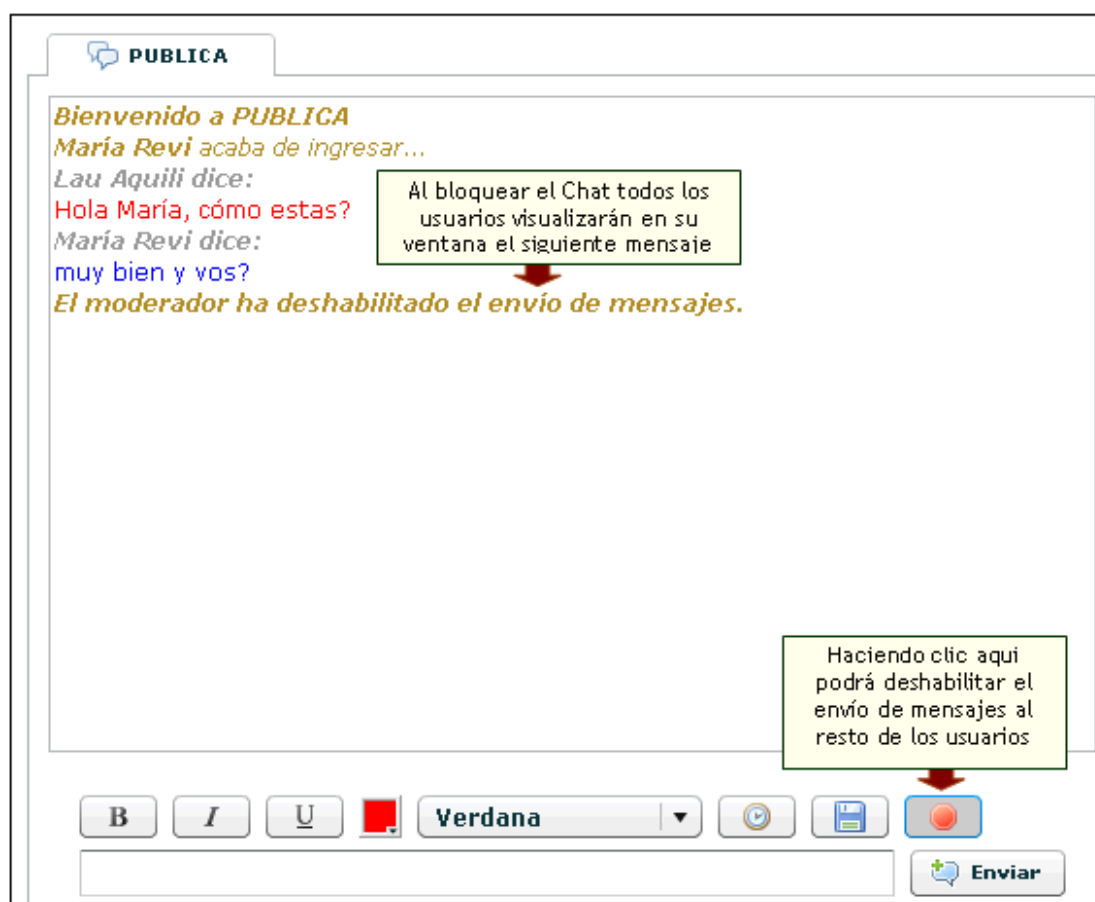 PUBLICA
Bienvenido a PUBLICA
María Revi acaba de ingresar...
Lau Aquili dice:
Hola María, cómo estas?
María Revi dice:
muy bien y vos?
El moderador ha deshabilitado el envío de mensajes.
Al bloquear el Chat todos los
usuarios visualizarán en su
ventana el siguiente mensaje
Haciendo clic aqui
podrá deshabilitar el
envío de mensajes al
resto de los usuarios
B I U Verdana
Enviar